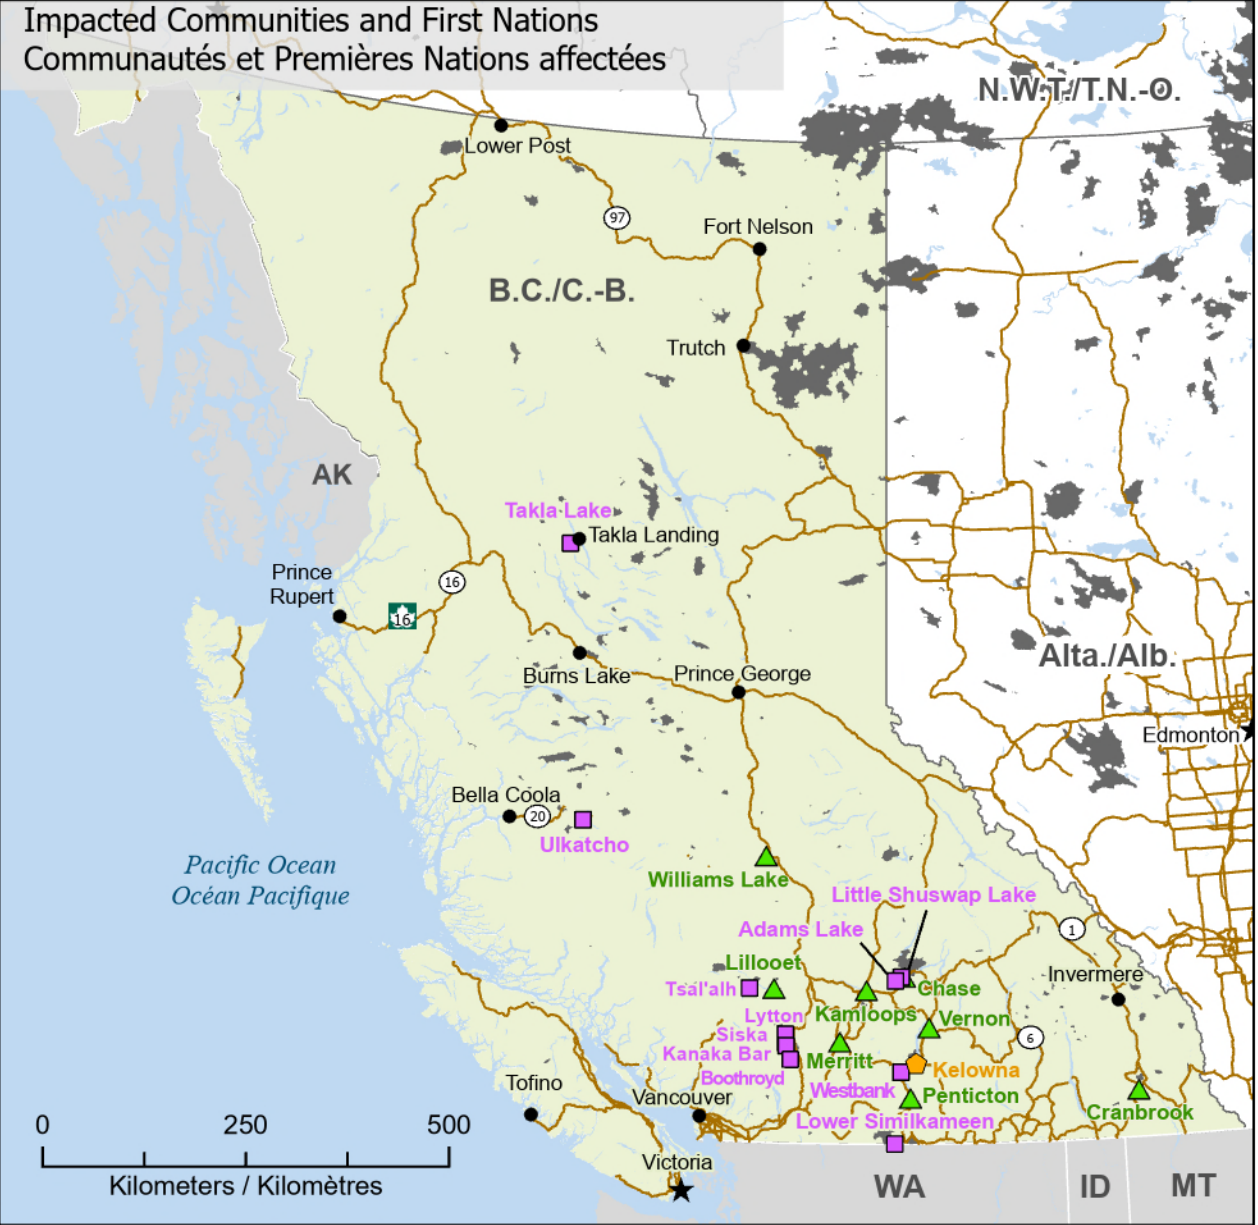 Impacted Communities and First Nations
Communautés et Premières Nations affectées
N.W.T./T.N.-O.
Lower Post
97
Fort Nelson
B.C./C.-B.
Trutch
AK
Takla Lake
Takla Landing
Prince
Rupert
16
16
Alta./Alb.
Burns Lake
Prince George
Edmonton
Bella Coola
20
Ulkatcho
Pacific Ocean
Océan Pacifique
Williams Lake
Little Shuswap Lake
Adams Lake
1
Lillooet
Invermere
Tsal'alh
Chase
Lytton
Kamloops
Vernon
Siska
6
Kanaka Bar
Merritt
Kelowna
Boothroyd
Westbank
Tofino
Vancouver
Penticton
Cranbrook
Lower Similkameen
0 250 500
Kilometers / Kilomètres
Victoria
WA
ID
MT